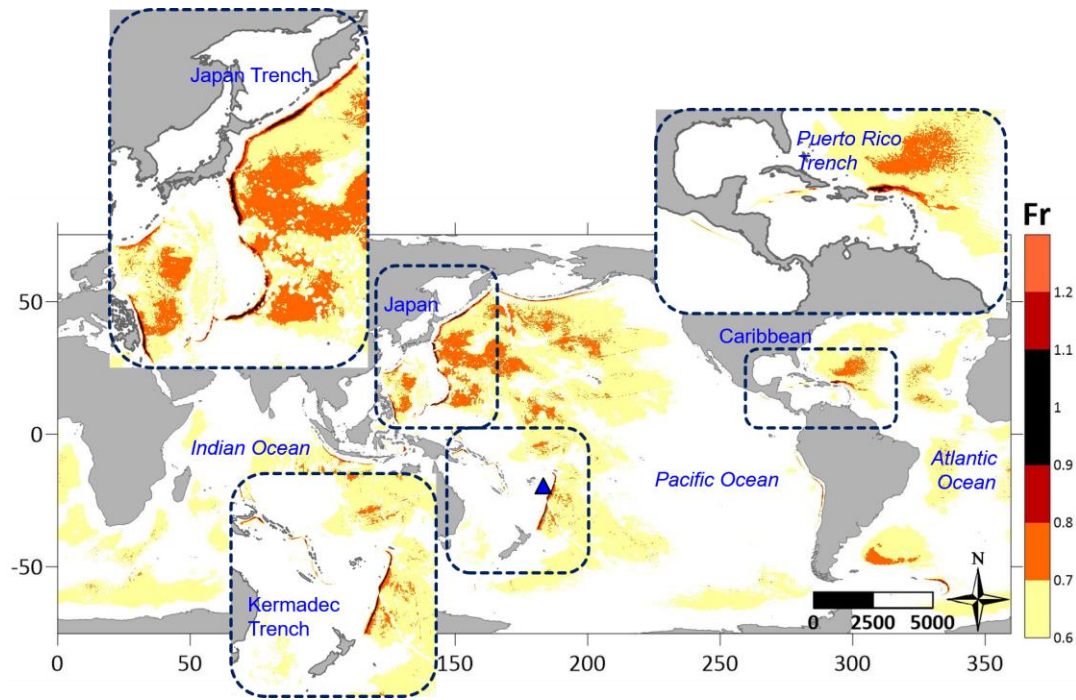 Japan Trench
Puerto Rico
Trench
Fr
1.2
1.1
1
0.9
0.8
0.7
0.6
50
0
-50
Japan
Caribbean
Indian Ocean
Pacific Ocean
Atlantic
Ocean
Kermadec
Trench
N
0 2500 5000
0 50 150 200 250 300 350